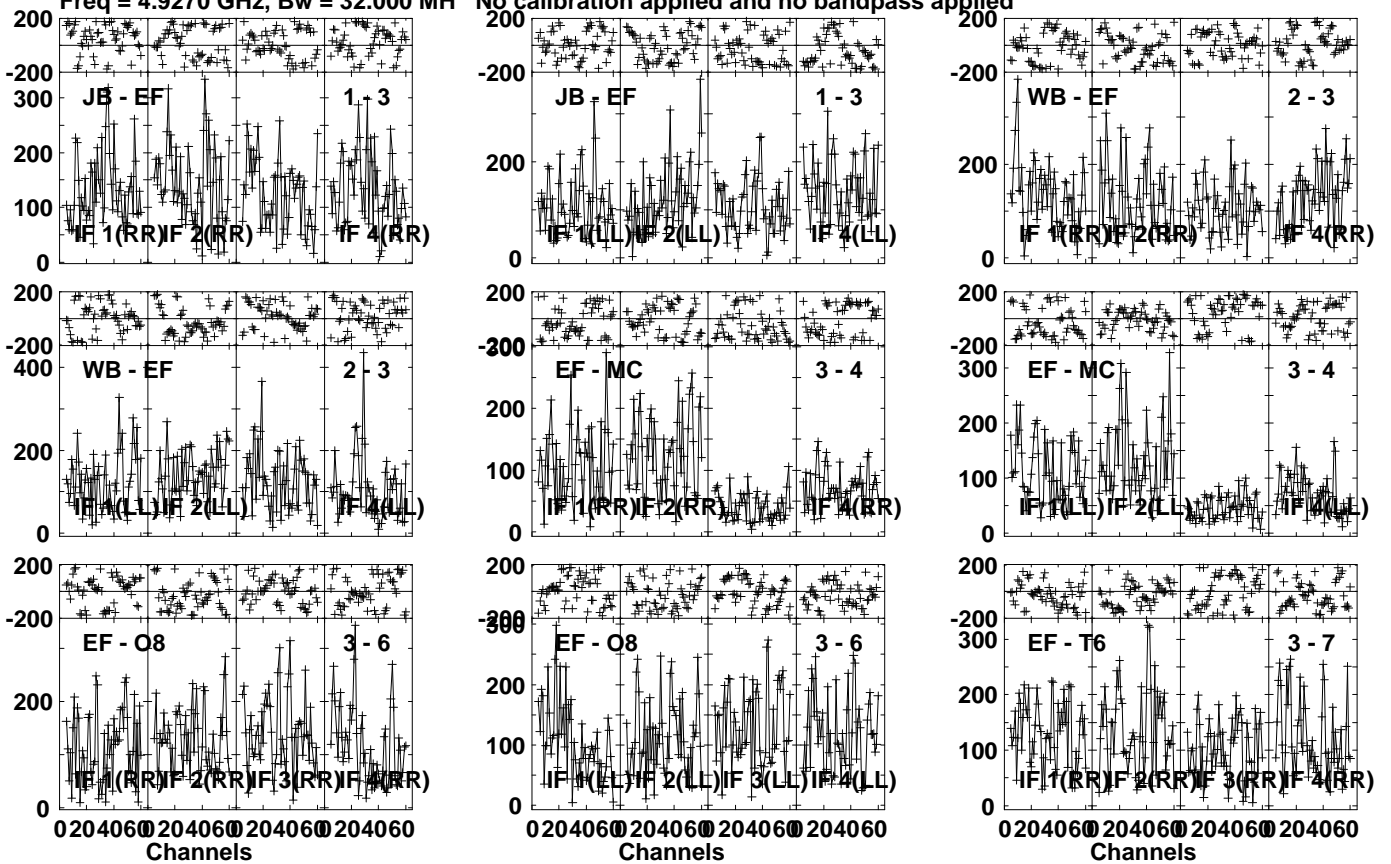 Freq = 4.9270 GHz, Bw = 32.000 MH No calibration applied and no bandpass applied
200
-200
300
200
100
0
JB - EF 1 - 3
IF 1(RR) IF 2(RR) IF 4(RR)
200
-200
200
0
JB - EF 1 - 3
IF 1(LL) IF 2(LL) IF 4(LL)
200
-200
200
0
WB - EF 2 - 3
IF 1(RR) IF 2(RR) IF 4(RR)
200
-200
400
200
0
WB - EF 2 - 3
IF 1(LL) IF 2(LL) IF 4(LL)
200
-200
300
200
100
0
EF - MC 3 - 4
IF 1(RR) IF 2(RR) IF 4(RR)
200
-200
300
200
100
0
EF - MC 3 - 4
IF 1(LL) IF 2(LL) IF 4(LL)
200
-200
200
0
EF - O8 3 - 6
IF 1(RR) IF 2(RR) IF 3(RR) IF 4(RR)
0 20 40 60 0 20 40 60 0 20 40 60 0 20 40 60
Channels
200
-200
300
200
100
0
EF - O8 3 - 6
IF 1(LL) IF 2(LL) IF 3(LL) IF 4(LL)
0 20 40 60 0 20 40 60 0 20 40 60 0 20 40 60
Channels
200
-200
300
200
100
0
EF - T6 3 - 7
IF 1(RR) IF 2(RR) IF 3(RR) IF 4(RR)
0 20 40 60 0 20 40 60 0 20 40 60 0 20 40 60
Channels